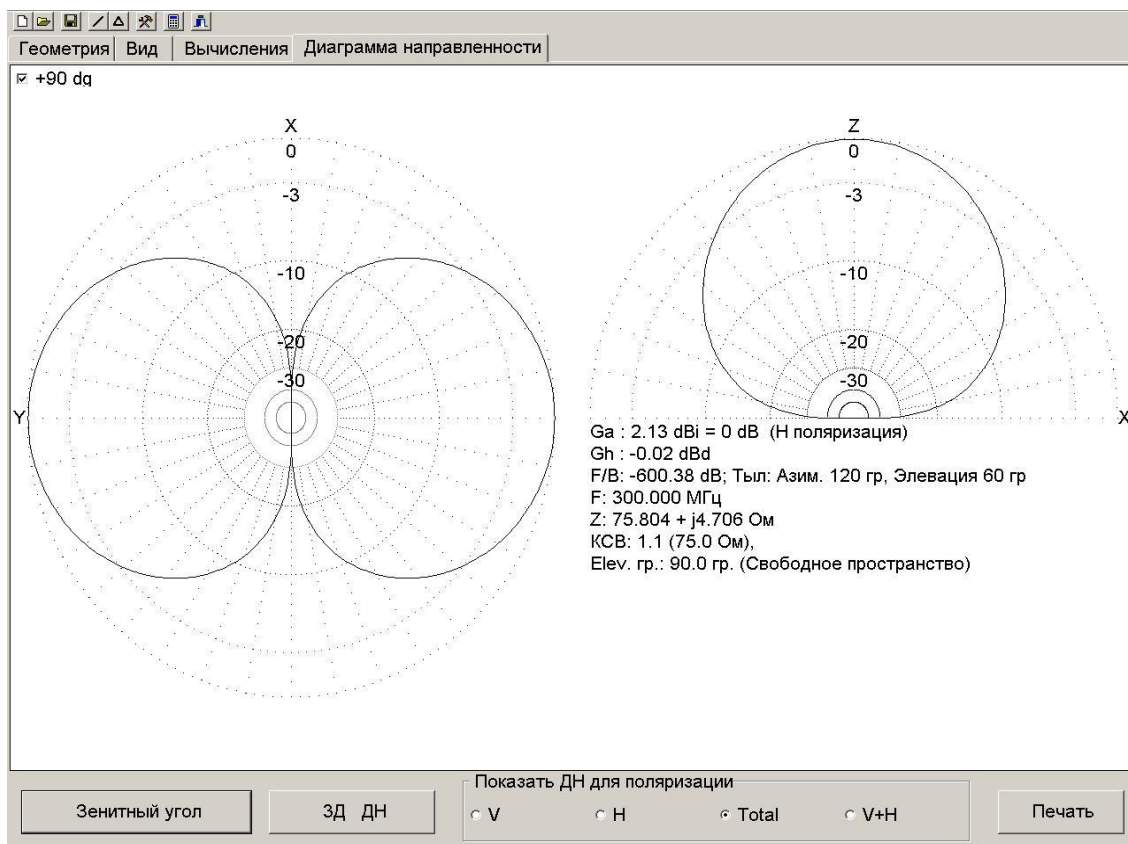 Геометрия Вид Вычисления Диаграмма направленности
+90 dg
X
0
-3
-10
-20
-30
Y
Z
0
-3
-10
-20
-30
X
Ga : 2.13 dBi = 0 dB (H поляризация)
Gh : -0.02 dBd
F/B: -600.38 dB; Тыл: Азим. 120 гр, Элевация 60 гр
F: 300.000 МГц
Z: 75.804 + j4.706 Ом
КСВ: 1.1 (75.0 Ом),
Elev. гр.: 90.0 гр. (Свободное пространство)
Показать ДН для поляризации
Зенитный угол 3Д ДН V H Total V+H Печать